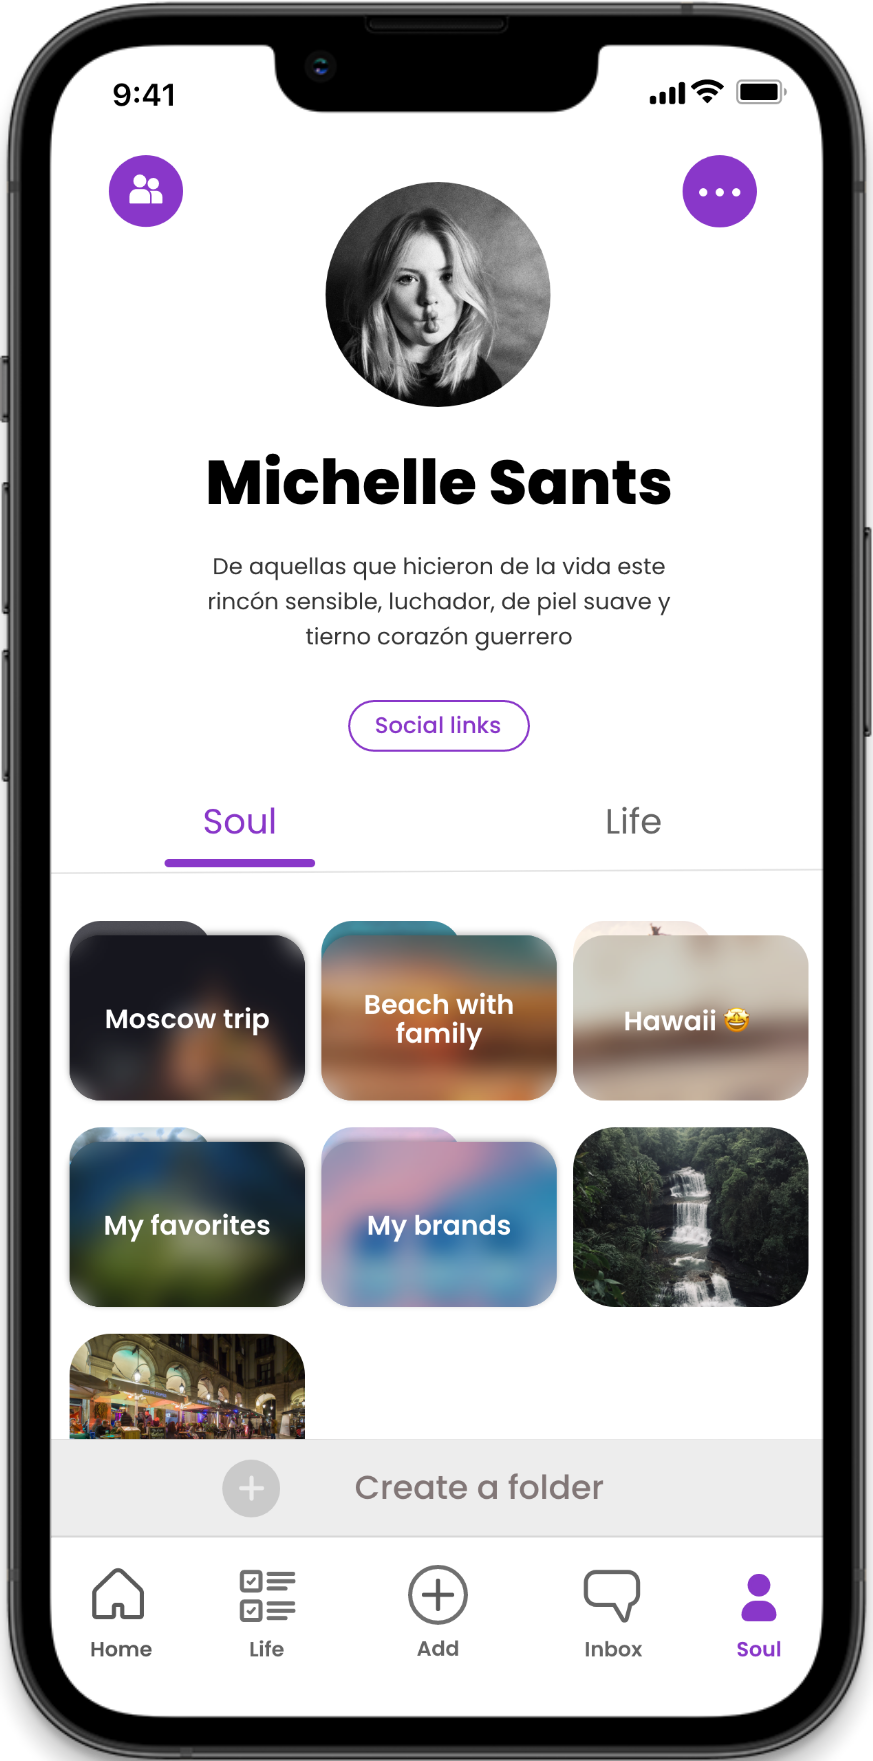 9:41
Michelle Sants
De aquellas que hicieron de la vida este
rincón sensible, luchador, de piel suave y
tierno corazón guerrero
Social links
Soul
Life
Moscow trip
Beach with
family
Hawaii 🤩
My favorites
My brands
Create a folder
Home
Life
Add
Inbox
Soul